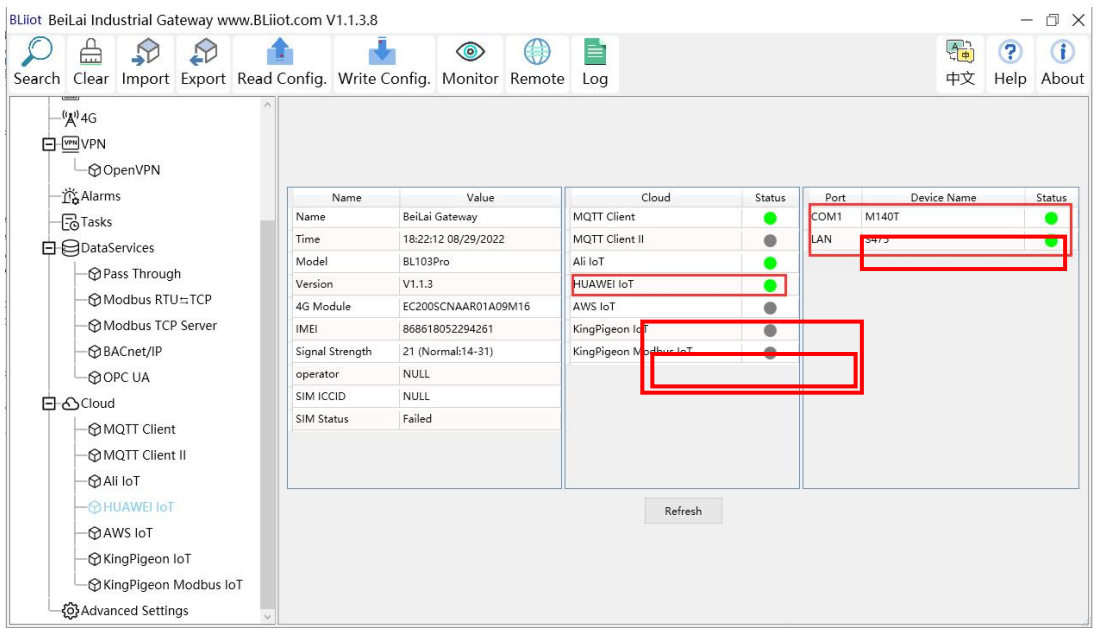 BLiiot BeiLai Industrial Gateway www.BLiiot.com V1.1.3.8
Search Clear Import Export Read Config. Write Config. Monitor Remote Log 中文 Help About
4G
VPN
OpenVPN
Alarms
Tasks
DataServices
Pass Through
Modbus RTU⇆TCP
Modbus TCP Server
BACnet/IP
OPC UA
Cloud
MQTT Client
MQTT Client II
Ali IoT
HUAWEI IoT
AWS IoT
KingPigeon IoT
KingPigeon Modbus IoT
Advanced Settings
Name Value
Name BeiLai Gateway
Time 18:22:12 08/29/2022
Model BL103Pro
Version V1.1.3
4G Module EC200SCNAAR01A09M16
IMEI 868618052294261
Signal Strength 21 (Normal:14-31)
operator NULL
SIM ICCID NULL
SIM Status Failed
Cloud Status
MQTT Client
MQTT Client II
Ali IoT
HUAWEI IoT
AWS IoT
KingPigeon IoT
KingPigeon Modbus IoT
Port Device Name Status
COM1 M140T
LAN S475
Refresh